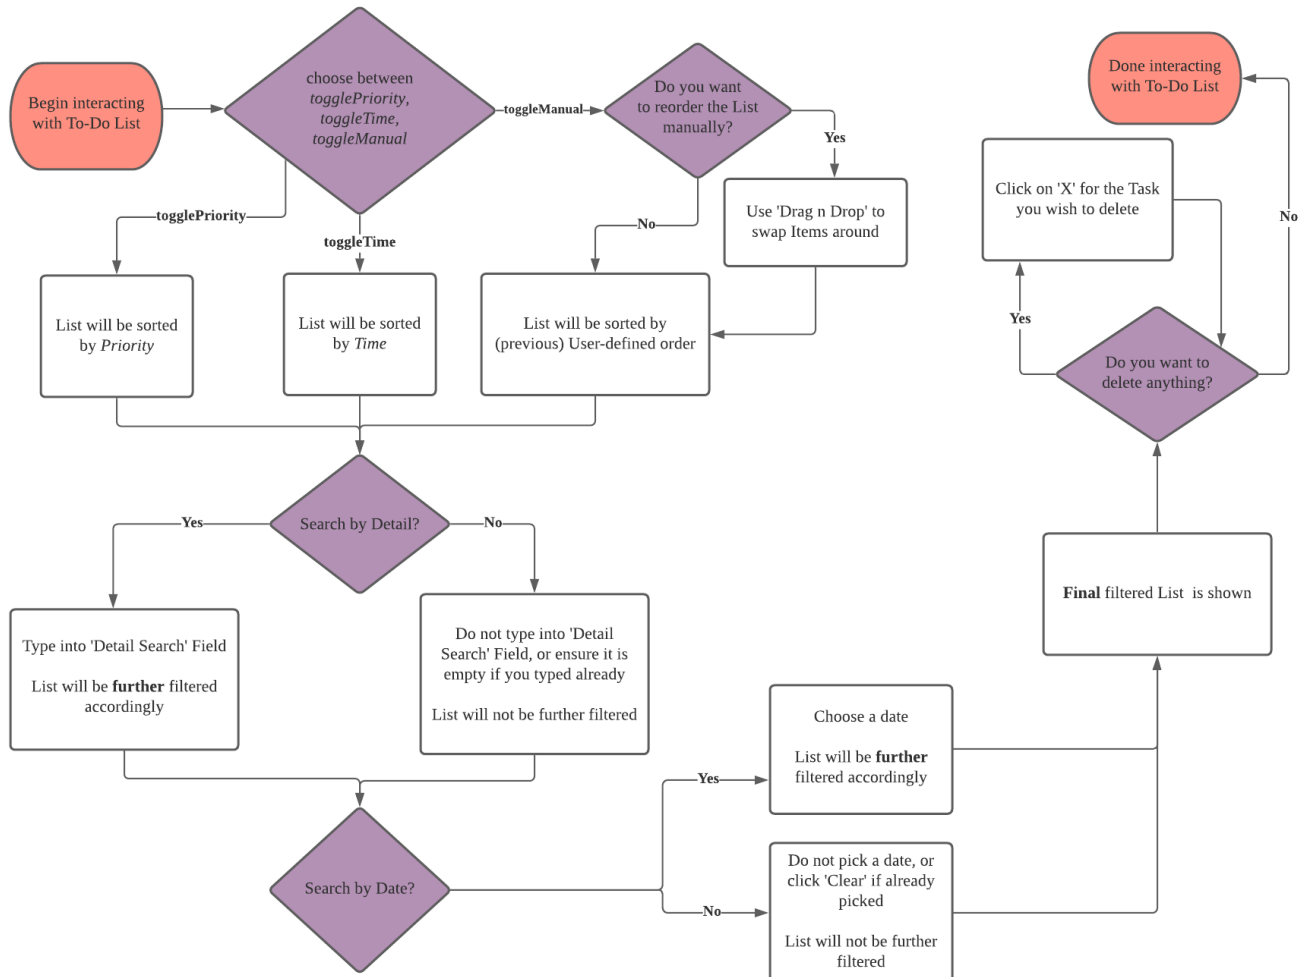 Begin interacting
with To-Do List
choose between
togglePriority,
toggleTime,
toggleManual
toggleManual
Do you want
to reorder the List
manually?
Yes
Use 'Drag n Drop' to
swap Items around
No
togglePriority
toggleTime
List will be sorted
by Priority
List will be sorted
by Time
List will be sorted by
(previous) User-defined order
Search by Detail?
Yes
No
Type into 'Detail Search' Field
List will be further filtered
accordingly
Do not type into 'Detail
Search' Field, or ensure it is
empty if you typed already
List will not be further filtered
Search by Date?
Yes
No
Choose a date
List will be further
filtered accordingly
Do not pick a date, or
click 'Clear' if already
picked
List will not be further
filtered
Final filtered List is shown
Do you want to
delete anything?
Yes
Click on 'X' for the Task
you wish to delete
No
Done interacting
with To-Do List